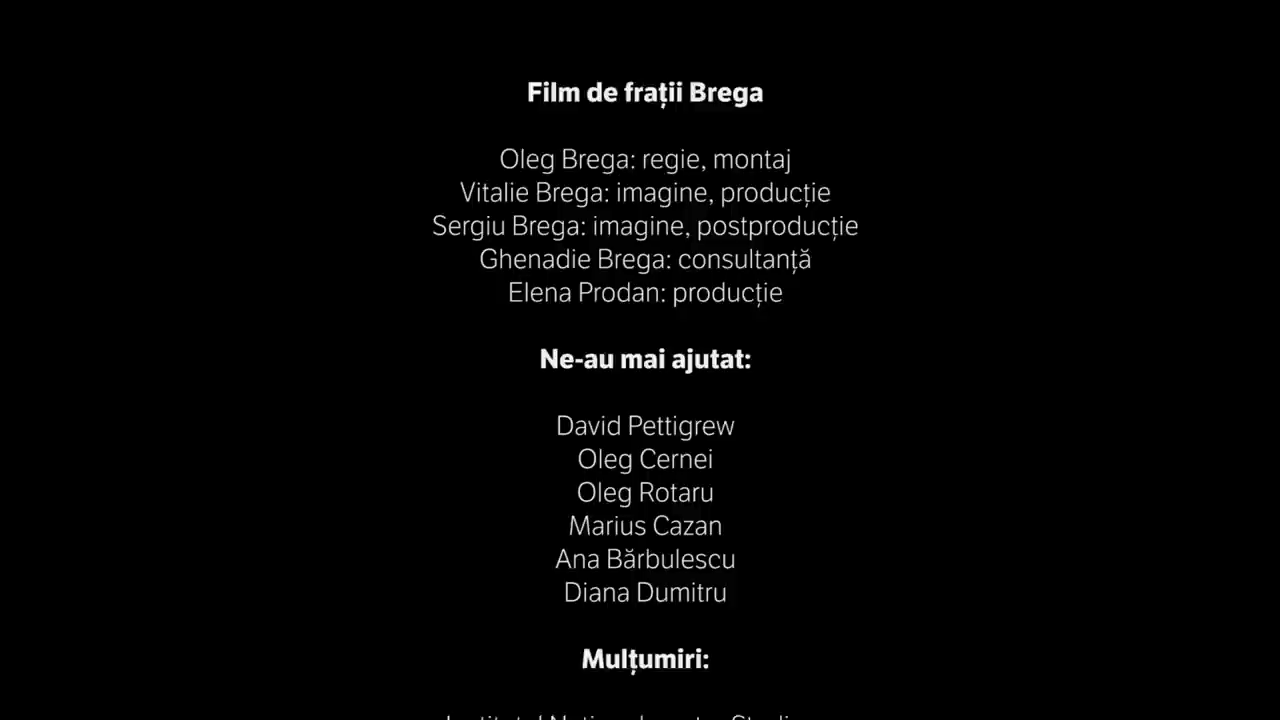 Film de frații Brega
Oleg Brega: regie, montaj
Vitalie Brega: imagine, producție
Sergiu Brega: imagine, postproducție
Ghenadie Brega: consultanță
Elena Prodan: producție
Ne-au mai ajutat:
David Pettigrew
Oleg Cernei
Oleg Rotaru
Marius Cazan
Ana Bărbulescu
Diana Dumitru
Mulțumiri: